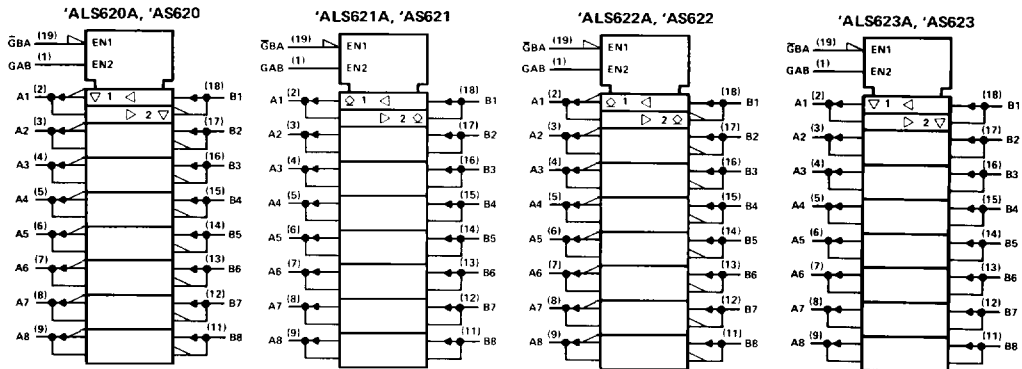 'ALS620A, 'AS620
G̅BA (19) EN1
GAB (1) EN2
A1 (2) ▽ 1 ◁ (18) B1
▷ 2 ▽
A2 (3) (17) B2
A3 (4) (16) B3
A4 (5) (15) B4
A5 (6) (14) B5
A6 (7) (13) B6
A7 (8) (12) B7
A8 (9) (11) B8
'ALS621A, 'AS621
G̅BA (19) EN1
GAB (1) EN2
A1 (2) ◇ 1 ◁ (18) B1
▷ 2 ◇
A2 (3) (17) B2
A3 (4) (16) B3
A4 (5) (15) B4
A5 (6) (14) B5
A6 (7) (13) B6
A7 (8) (12) B7
A8 (9) (11) B8
'ALS622A, 'AS622
G̅BA (19) EN1
GAB (1) EN2
A1 (2) ◇ 1 ◁ (18) B1
▷ 2 ◇
A2 (3) (17) B2
A3 (4) (16) B3
A4 (5) (15) B4
A5 (6) (14) B5
A6 (7) (13) B6
A7 (8) (12) B7
A8 (9) (11) B8
'ALS623A, 'AS623
G̅BA (19) EN1
GAB (1) EN2
A1 (2) ▽ 1 ◁ (18) B1
▷ 2 ▽
A2 (3) (17) B2
A3 (4) (16) B3
A4 (5) (15) B4
A5 (6) (14) B5
A6 (7) (13) B6
A7 (8) (12) B7
A8 (9) (11) B8